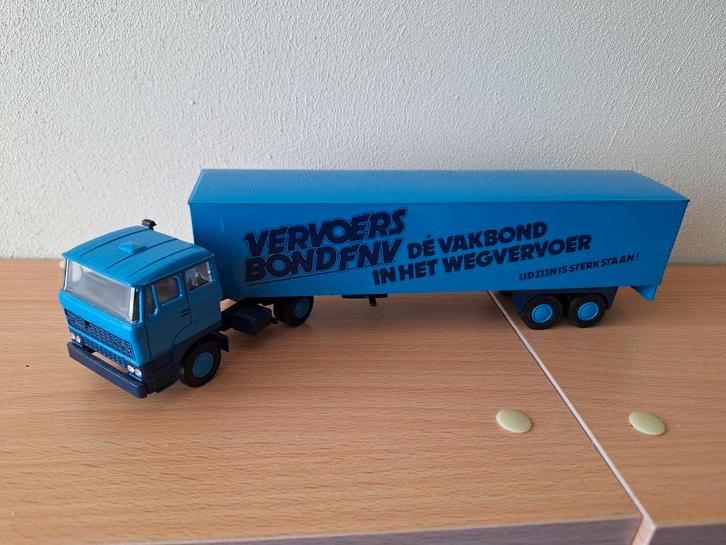 VERVOERS
BOND FNV
DÉ VAKBOND
IN HET WEGVERVOER
LID ZIJN IS STERK STAAN!